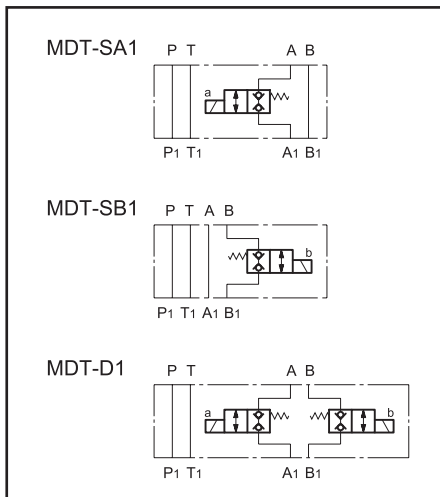 MDT-SA1
P T A B
a
P1 T1 A1 B1
MDT-SB1
P T A B
b
P1 T1 A1 B1
MDT-D1
P T A B
a b
P1 T1 A1 B1